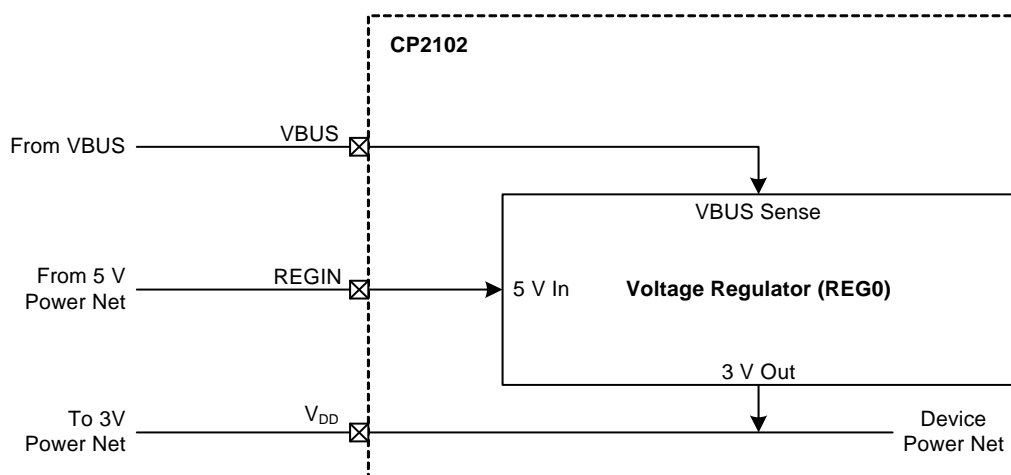 CP2102
From VBUS
VBUS
VBUS Sense
From 5 V
Power Net
REGIN
5 V In
Voltage Regulator (REG0)
3 V Out
To 3V
Power Net
VDD
Device
Power Net